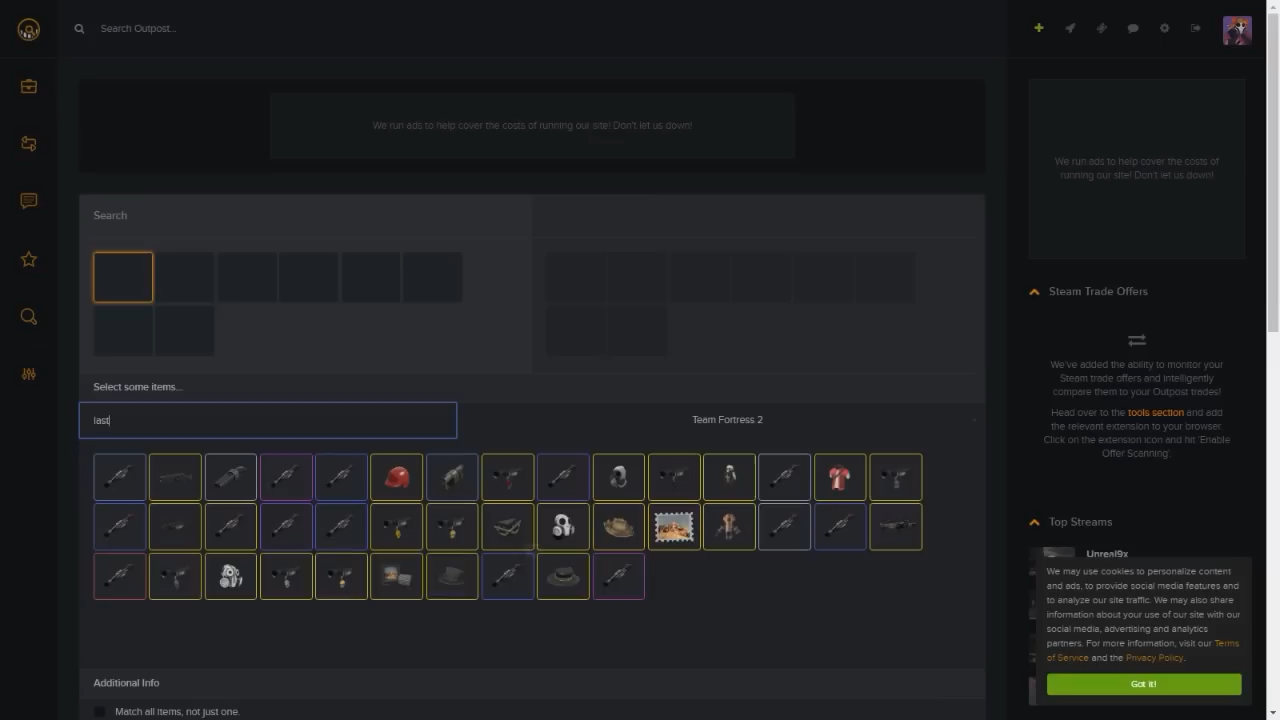 Search Outpost...
We run ads to help cover the costs of running our site! Don't let us down!
We run ads to help cover the costs of
running our site! Don't let us down!
Search
Steam Trade Offers
We've added the ability to monitor your
Steam trade offers and intelligently
compare them to your Outpost trades!
Head over to the tools section and add
the relevant extension to your browser.
Click on the extension icon and hit 'Enable
Offer Scanning'.
Select some items...
last
Team Fortress 2
Top Streams
Unreal9x
We may use cookies to personalize content
and ads, to provide social media features and
to analyze our site traffic. We may also share
information about your use of our site with our
social media, advertising and analytics
partners. For more information, visit our Terms
of Service and the Privacy Policy.
Got it!
Additional Info
Match all items, not just one.